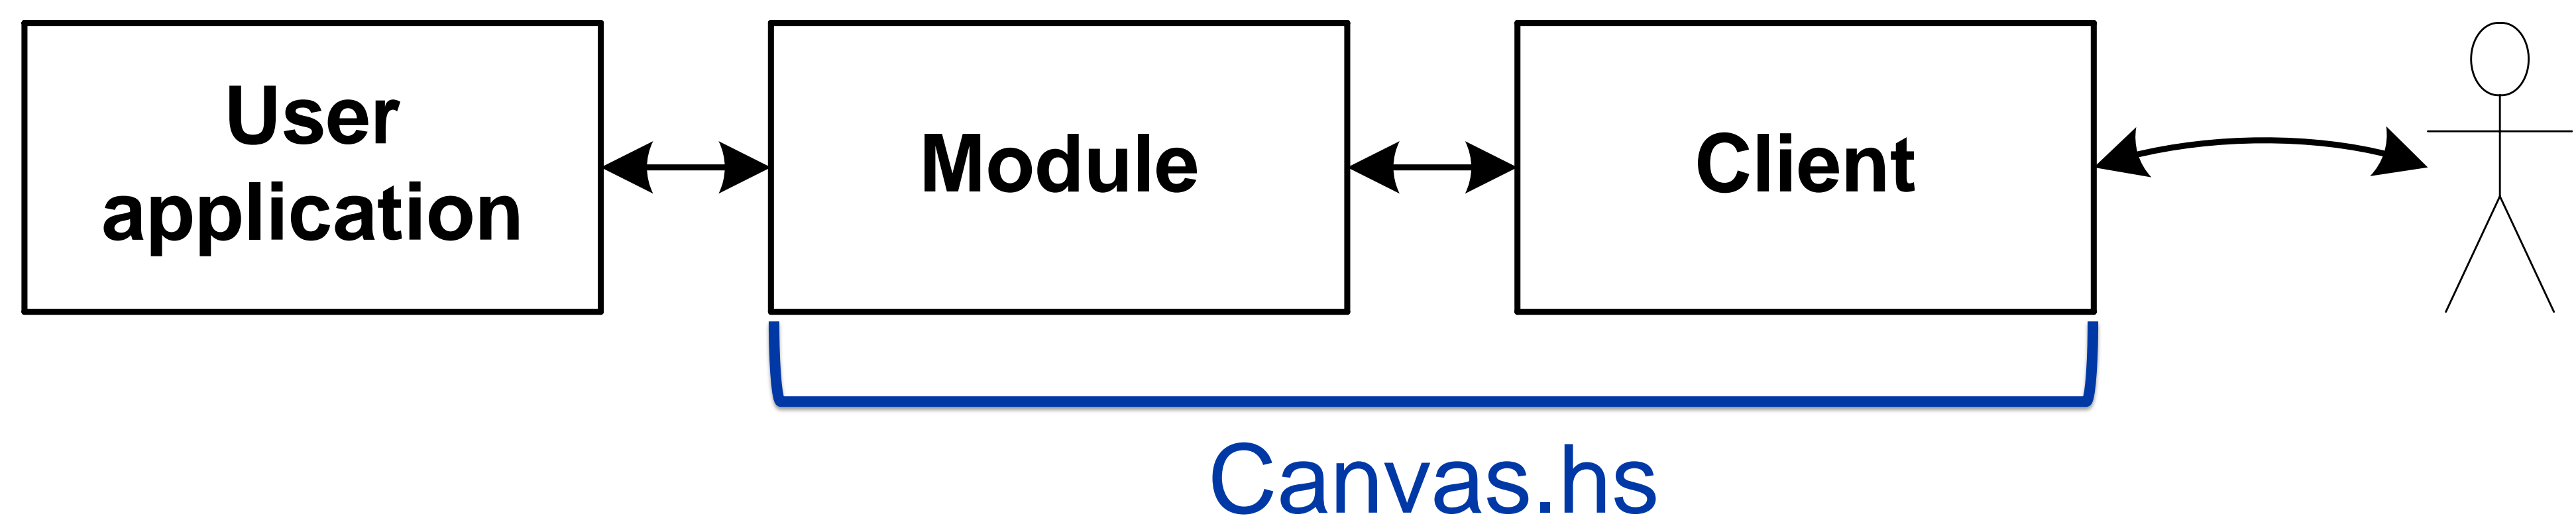 User
application
Module
Client
Canvas.hs